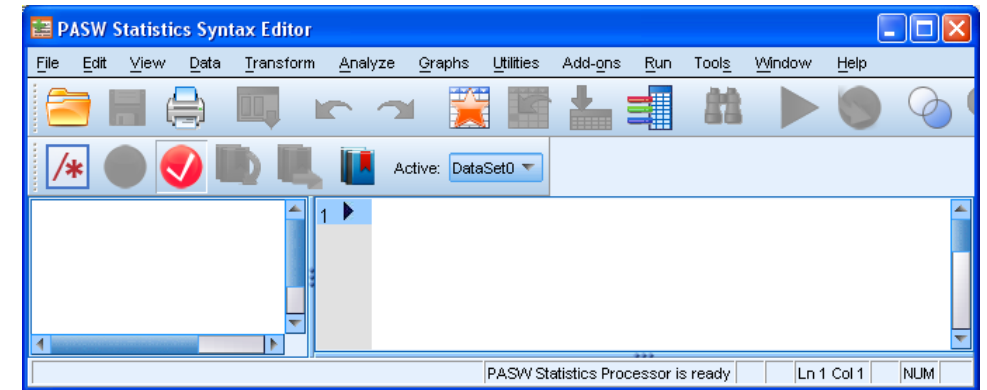 PASW Statistics Syntax Editor
File Edit View Data Transform Analyze Graphs Utilities Add-ons Run Tools Window Help
/*
Active: DataSet0
1
PASW Statistics Processor is ready Ln 1 Col 1 NUM